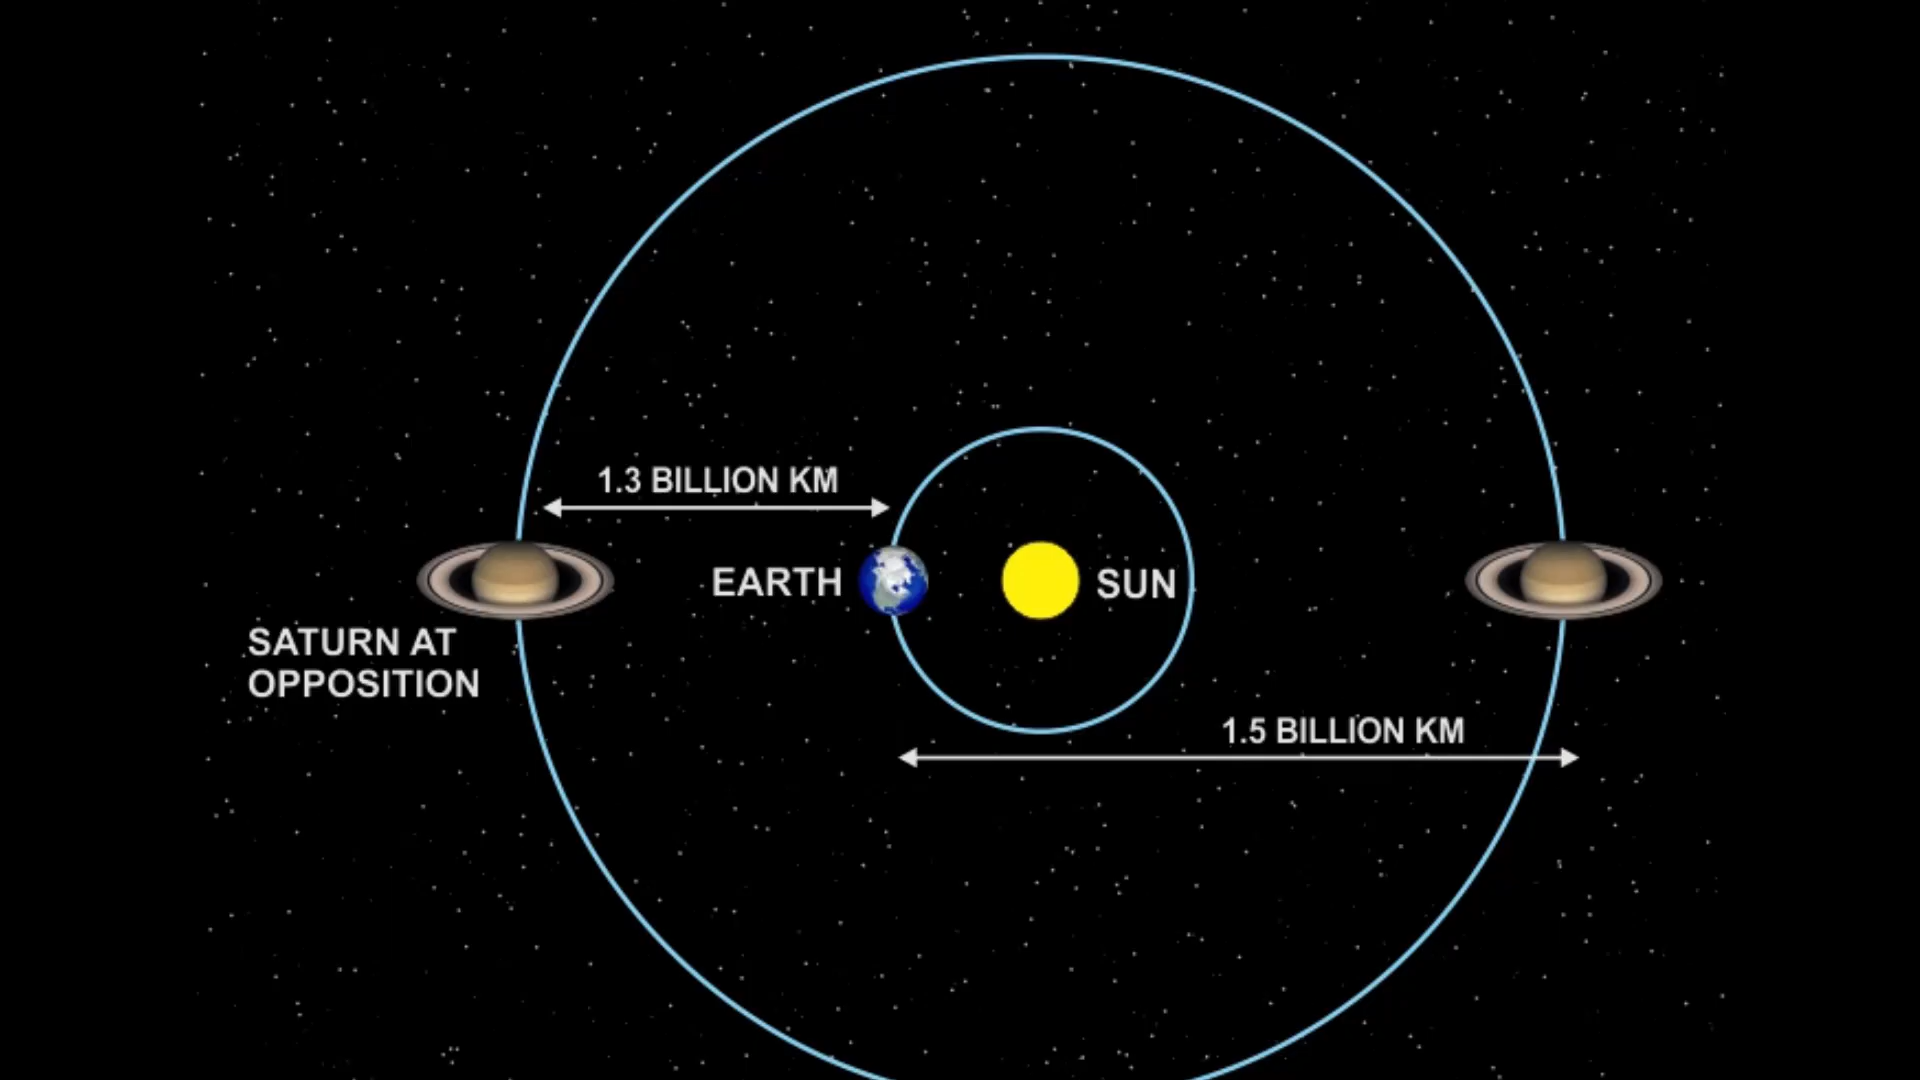 1.3 BILLION KM
EARTH
SUN
SATURN AT
OPPOSITION
1.5 BILLION KM